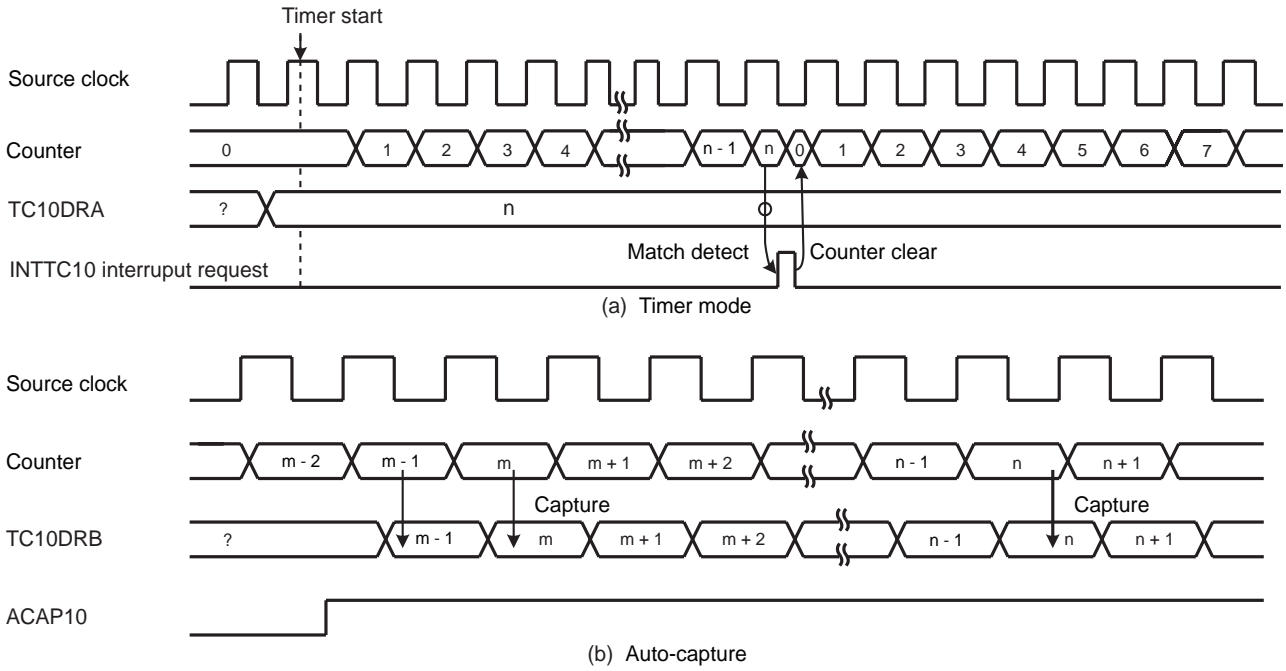 Timer start
Source clock
Counter 0 1 2 3 4 n - 1 n 0 1 2 3 4 5 6 7
TC10DRA ? n
Match detect Counter clear
INTTC10 interruput request
(a) Timer mode
Source clock
Counter m - 2 m - 1 m m + 1 m + 2 n - 1 n n + 1
Capture Capture
TC10DRB ? m - 1 m m + 1 m + 2 n - 1 n n + 1
ACAP10
(b) Auto-capture